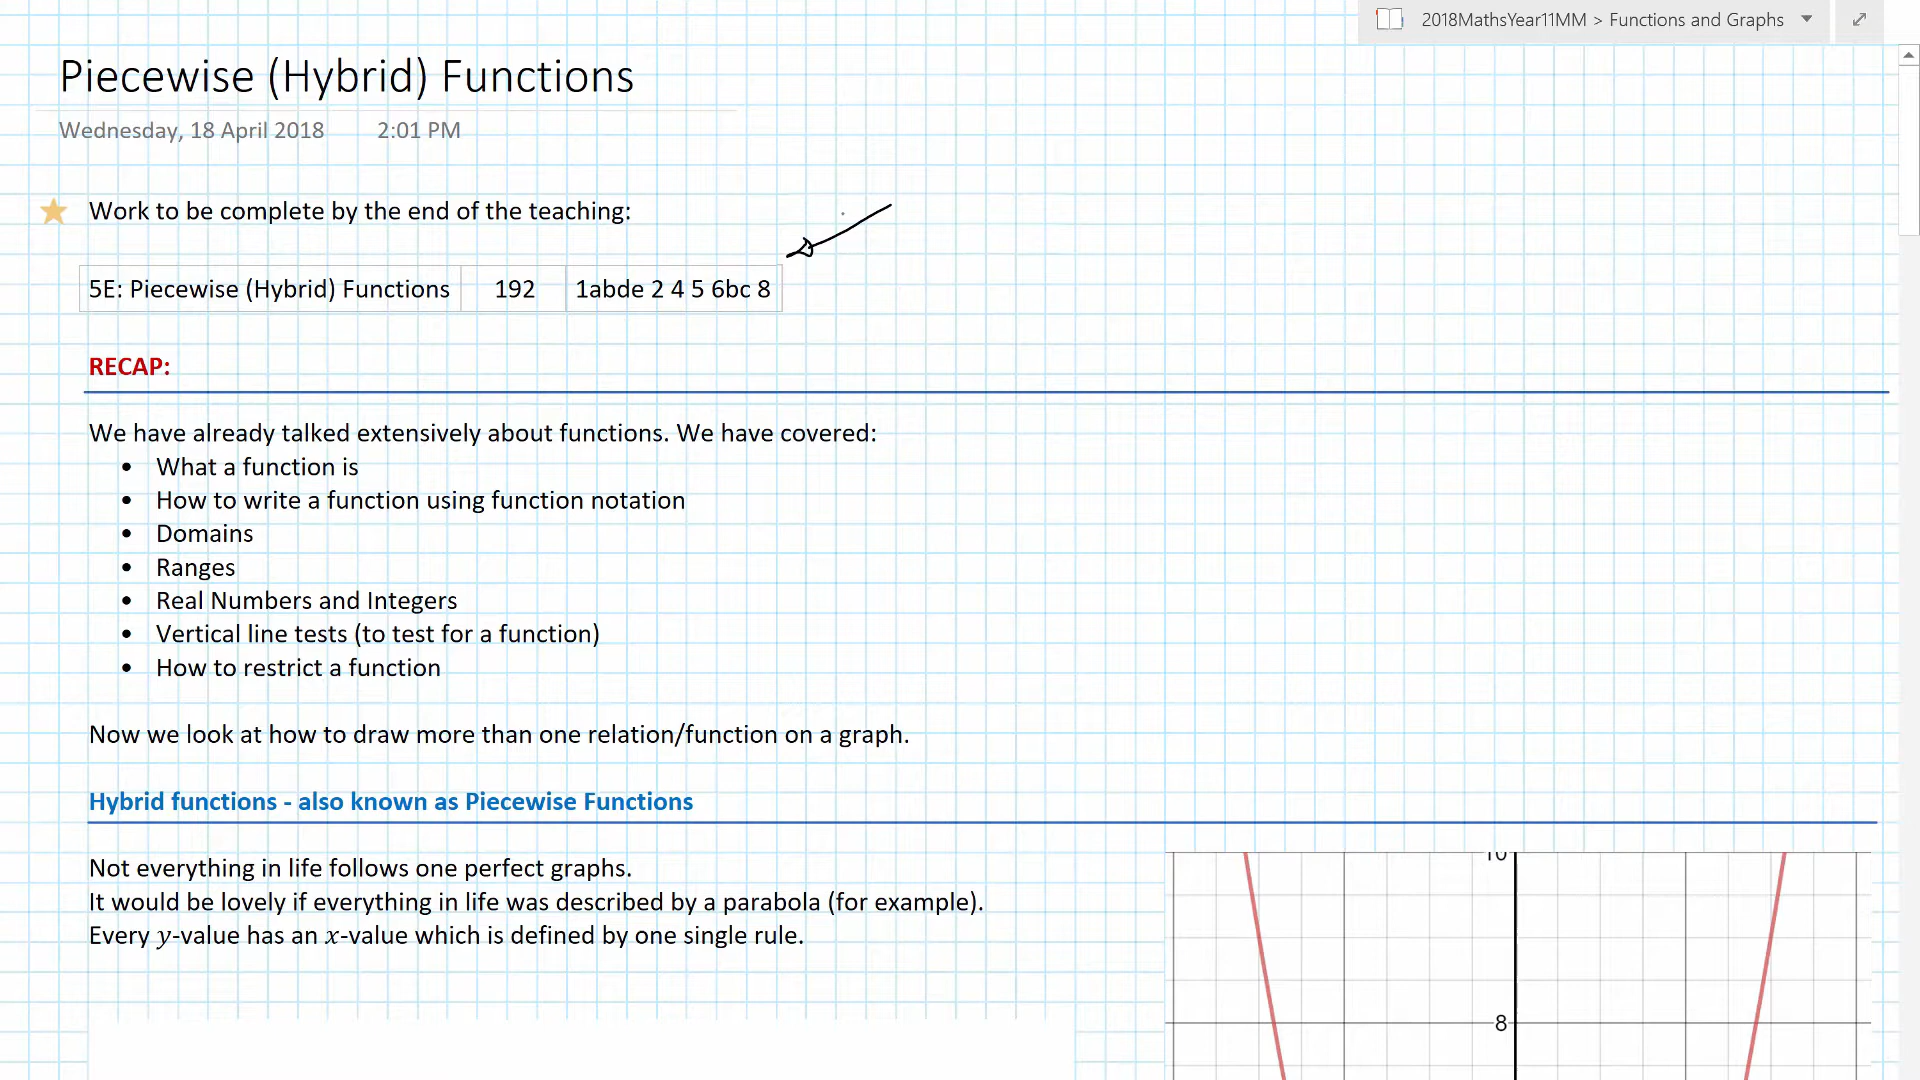 2018MathsYear11MM > Functions and Graphs
Piecewise (Hybrid) Functions
Wednesday, 18 April 2018 2:01 PM
Work to be complete by the end of the teaching:
5E: Piecewise (Hybrid) Functions 192 1abde 2 4 5 6bc 8
RECAP:
We have already talked extensively about functions. We have covered:
• What a function is
• How to write a function using function notation
• Domains
• Ranges
• Real Numbers and Integers
• Vertical line tests (to test for a function)
• How to restrict a function
Now we look at how to draw more than one relation/function on a graph.
Hybrid functions - also known as Piecewise Functions
Not everything in life follows one perfect graphs.
It would be lovely if everything in life was described by a parabola (for example).
Every y-value has an x-value which is defined by one single rule.
10
8